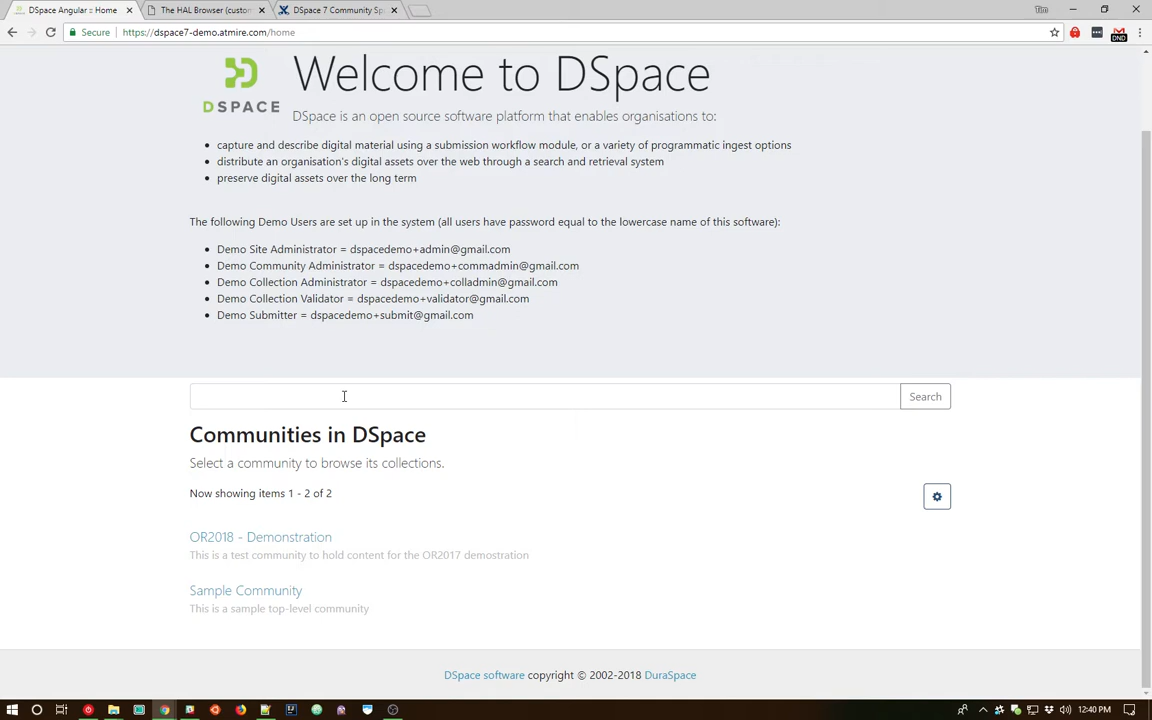 DSpace Angular :: Home
The HAL Browser (custon
DSpace 7 Community Sp
Tim
Secure
https://dspace7-demo.atmire.com/home
DND
DSPACE
Welcome to DSpace
DSpace is an open source software platform that enables organisations to:
capture and describe digital material using a submission workflow module, or a variety of programmatic ingest options
distribute an organisation's digital assets over the web through a search and retrieval system
preserve digital assets over the long term
The following Demo Users are set up in the system (all users have password equal to the lowercase name of this software):
Demo Site Administrator = dspacedemo+admin@gmail.com
Demo Community Administrator = dspacedemo+commadmin@gmail.com
Demo Collection Administrator = dspacedemo+colladmin@gmail.com
Demo Collection Validator = dspacedemo+validator@gmail.com
Demo Submitter = dspacedemo+submit@gmail.com
Search
Communities in DSpace
Select a community to browse its collections.
Now showing items 1 - 2 of 2
OR2018 - Demonstration
This is a test community to hold content for the OR2017 demostration
Sample Community
This is a sample top-level community
DSpace software copyright © 2002-2018 DuraSpace
12:40 PM